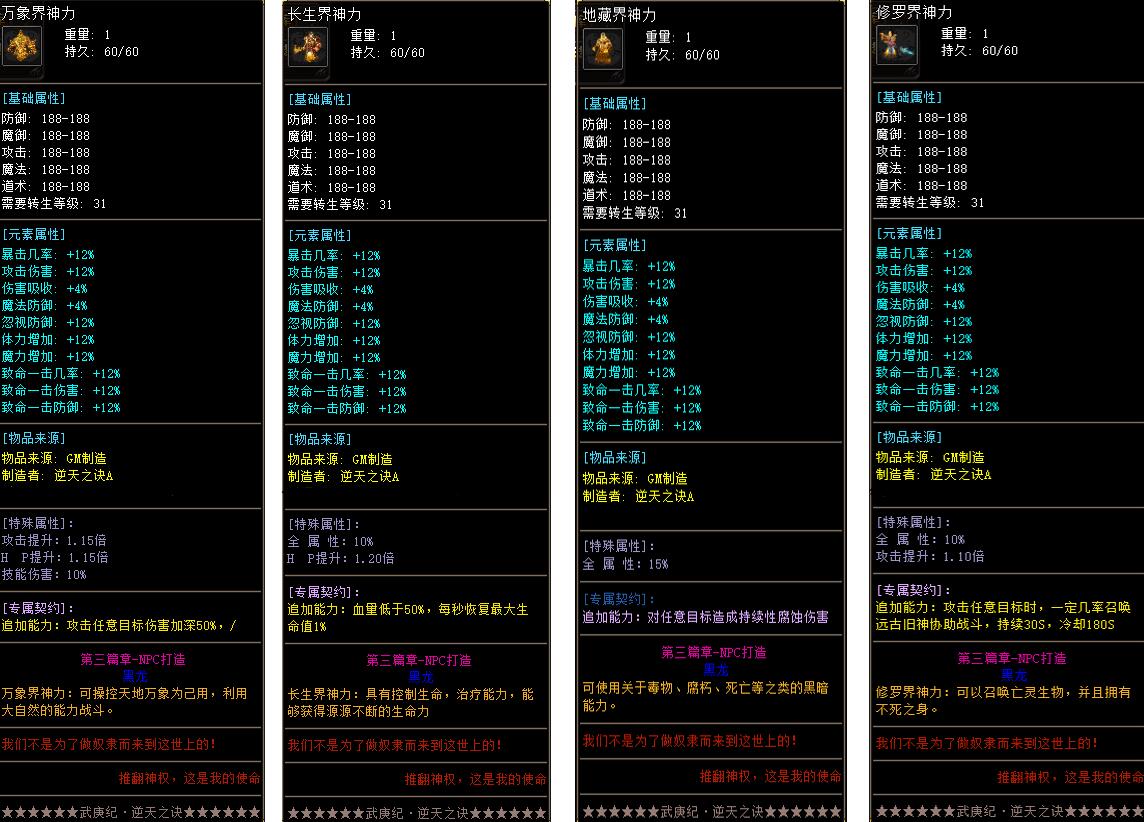 万象界神力
重量: 1
持久: 60/60
[基础属性]
防御: 188-188
魔御: 188-188
攻击: 188-188
魔法: 188-188
道术: 188-188
需要转生等级: 31
[元素属性]
暴击几率: +12%
攻击伤害: +12%
伤害吸收: +4%
魔法防御: +4%
忽视防御: +12%
体力增加: +12%
魔力增加: +12%
致命一击几率: +12%
致命一击伤害: +12%
致命一击防御: +12%
[物品来源]
物品来源: GM制造
制造者: 逆天之诀A
[特殊属性]:
攻击提升: 1.15倍
H P提升: 1.15倍
技能伤害: 10%
[专属契约]:
追加能力: 攻击任意目标伤害加深50%, /
第三篇章-NPC打造
黑龙
万象界神力: 可操控天地万象为己用, 利用
大自然的能力战斗。
我们不是为了做奴隶而来到这世上的!
推翻神权, 这是我的使命
★★★★★★武庚纪·逆天之诀★★★★★★
长生界神力
重量: 1
持久: 60/60
[基础属性]
防御: 188-188
魔御: 188-188
攻击: 188-188
魔法: 188-188
道术: 188-188
需要转生等级: 31
[元素属性]
暴击几率: +12%
攻击伤害: +12%
伤害吸收: +4%
魔法防御: +4%
忽视防御: +12%
体力增加: +12%
魔力增加: +12%
致命一击几率: +12%
致命一击伤害: +12%
致命一击防御: +12%
[物品来源]
物品来源: GM制造
制造者: 逆天之诀A
[特殊属性]:
全 属 性: 10%
H P提升: 1.20倍
[专属契约]:
追加能力: 血量低于50%, 每秒恢复最大生
命值1%
第三篇章-NPC打造
黑龙
长生界神力: 具有控制生命, 治疗能力, 能
够获得源源不断的生命力
我们不是为了做奴隶而来到这世上的!
推翻神权, 这是我的使命
★★★★★★武庚纪·逆天之诀★★★★★★
地藏界神力
重量: 1
持久: 60/60
[基础属性]
防御: 188-188
魔御: 188-188
攻击: 188-188
魔法: 188-188
道术: 188-188
需要转生等级: 31
[元素属性]
暴击几率: +12%
攻击伤害: +12%
伤害吸收: +4%
魔法防御: +4%
忽视防御: +12%
体力增加: +12%
魔力增加: +12%
致命一击几率: +12%
致命一击伤害: +12%
致命一击防御: +12%
[物品来源]
物品来源: GM制造
制造者: 逆天之诀A
[特殊属性]:
全 属 性: 15%
[专属契约]:
追加能力: 对任意目标造成持续性腐蚀伤害
第三篇章-NPC打造
黑龙
可使用关于毒物、腐朽、死亡等之类的黑暗
能力。
我们不是为了做奴隶而来到这世上的!
推翻神权, 这是我的使命
★★★★★★武庚纪·逆天之诀★★★★★★
修罗界神力
重量: 1
持久: 60/60
[基础属性]
防御: 188-188
魔御: 188-188
攻击: 188-188
魔法: 188-188
道术: 188-188
需要转生等级: 31
[元素属性]
暴击几率: +12%
攻击伤害: +12%
伤害吸收: +4%
魔法防御: +4%
忽视防御: +12%
体力增加: +12%
魔力增加: +12%
致命一击几率: +12%
致命一击伤害: +12%
致命一击防御: +12%
[物品来源]
物品来源: GM制造
制造者: 逆天之诀A
[特殊属性]:
全 属 性: 10%
攻击提升: 1.10倍
[专属契约]:
追加能力: 攻击任意目标时, 一定几率召唤
远古旧神协助战斗, 持续30S, 冷却180S
第三篇章-NPC打造
黑龙
修罗界神力: 可以召唤亡灵生物, 并且拥有
不死之身。
我们不是为了做奴隶而来到这世上的!
推翻神权, 这是我的使命
★★★★★★武庚纪·逆天之诀★★★★★★